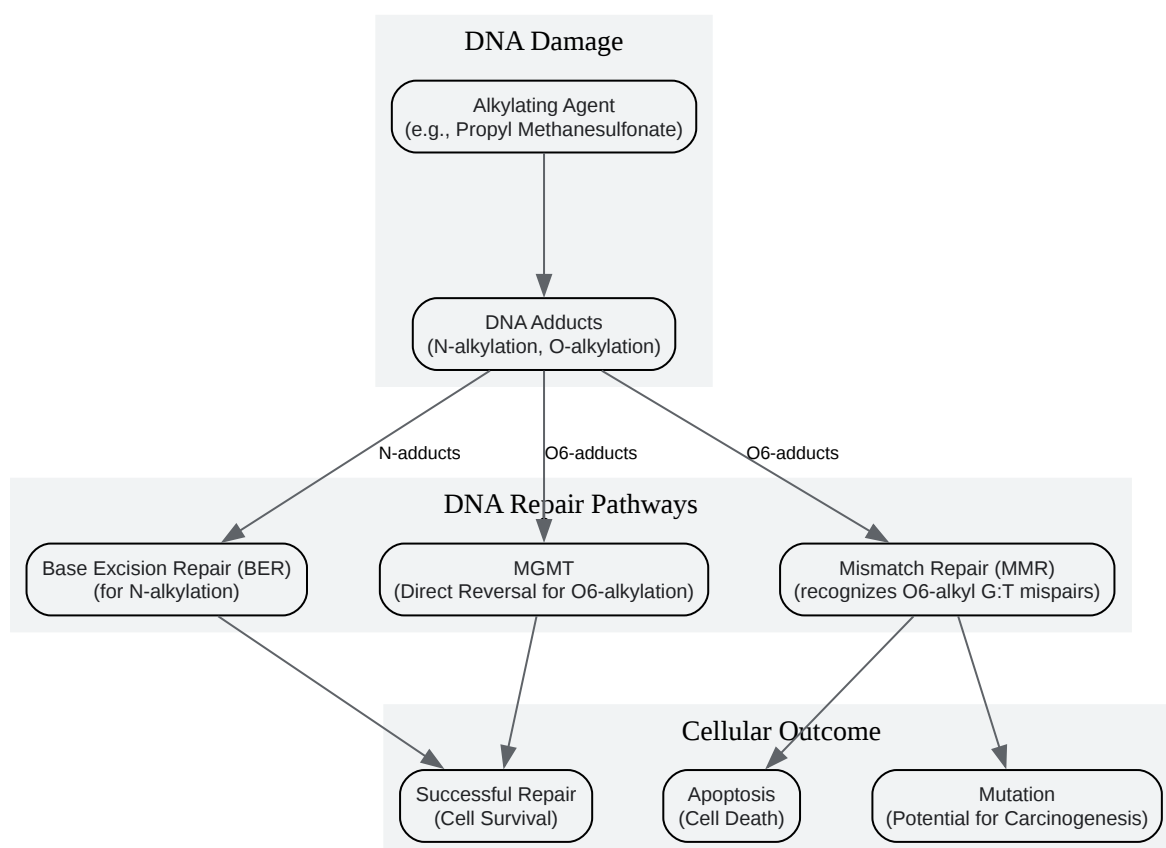 DNA Damage
Alkylating Agent
(e.g., Propyl Methanesulfonate)
DNA Adducts
(N-alkylation, O-alkylation)
N-adducts
O6-adducts
O6-adducts
DNA Repair Pathways
Base Excision Repair (BER)
(for N-alkylation)
MGMT
(Direct Reversal for O6-alkylation)
Mismatch Repair (MMR)
(recognizes O6-alkyl G:T mispairs)
Cellular Outcome
Successful Repair
(Cell Survival)
Apoptosis
(Cell Death)
Mutation
(Potential for Carcinogenesis)